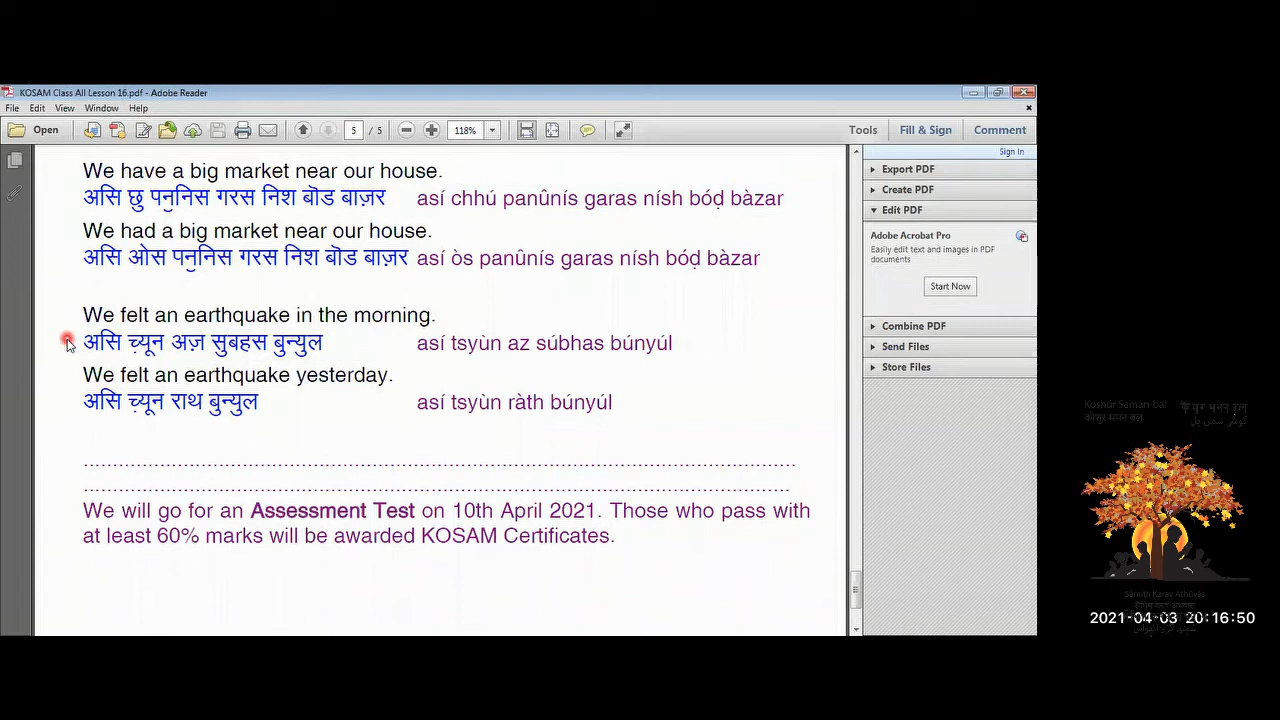 KOSAM Class All Lesson 16.pdf - Adobe Reader
File Edit View Window Help
Open 5 / 5 118% Tools Fill & Sign Comment
Sign In
Export PDF
Create PDF
Edit PDF
Adobe Acrobat Pro
Easily edit text and images in PDF
documents
Start Now
Combine PDF
Send Files
Store Files
We have a big market near our house.
असि छु पनॖनिस गरस निश बॊड बाज़र así chhú panûnís garas nísh bóḍ bàzar
We had a big market near our house.
असि ओस पनॖनिस गरस निश बॊड बाज़र así òs panûnís garas nísh bóḍ bàzar
We felt an earthquake in the morning.
असि च़्यून अज़ सुबहस बुन्युल así tsyùn az súbhas búnyúl
We felt an earthquake yesterday.
असि च़्यून राथ बुन्युल así tsyùn ràth búnyúl
We will go for an Assessment Test on 10th April 2021. Those who pass with
at least 60% marks will be awarded KOSAM Certificates.
Koshúr Saman-bal
कॊशुर समन बल
Sâmíth Karav Athûvàs
2021-04-03 20:16:50